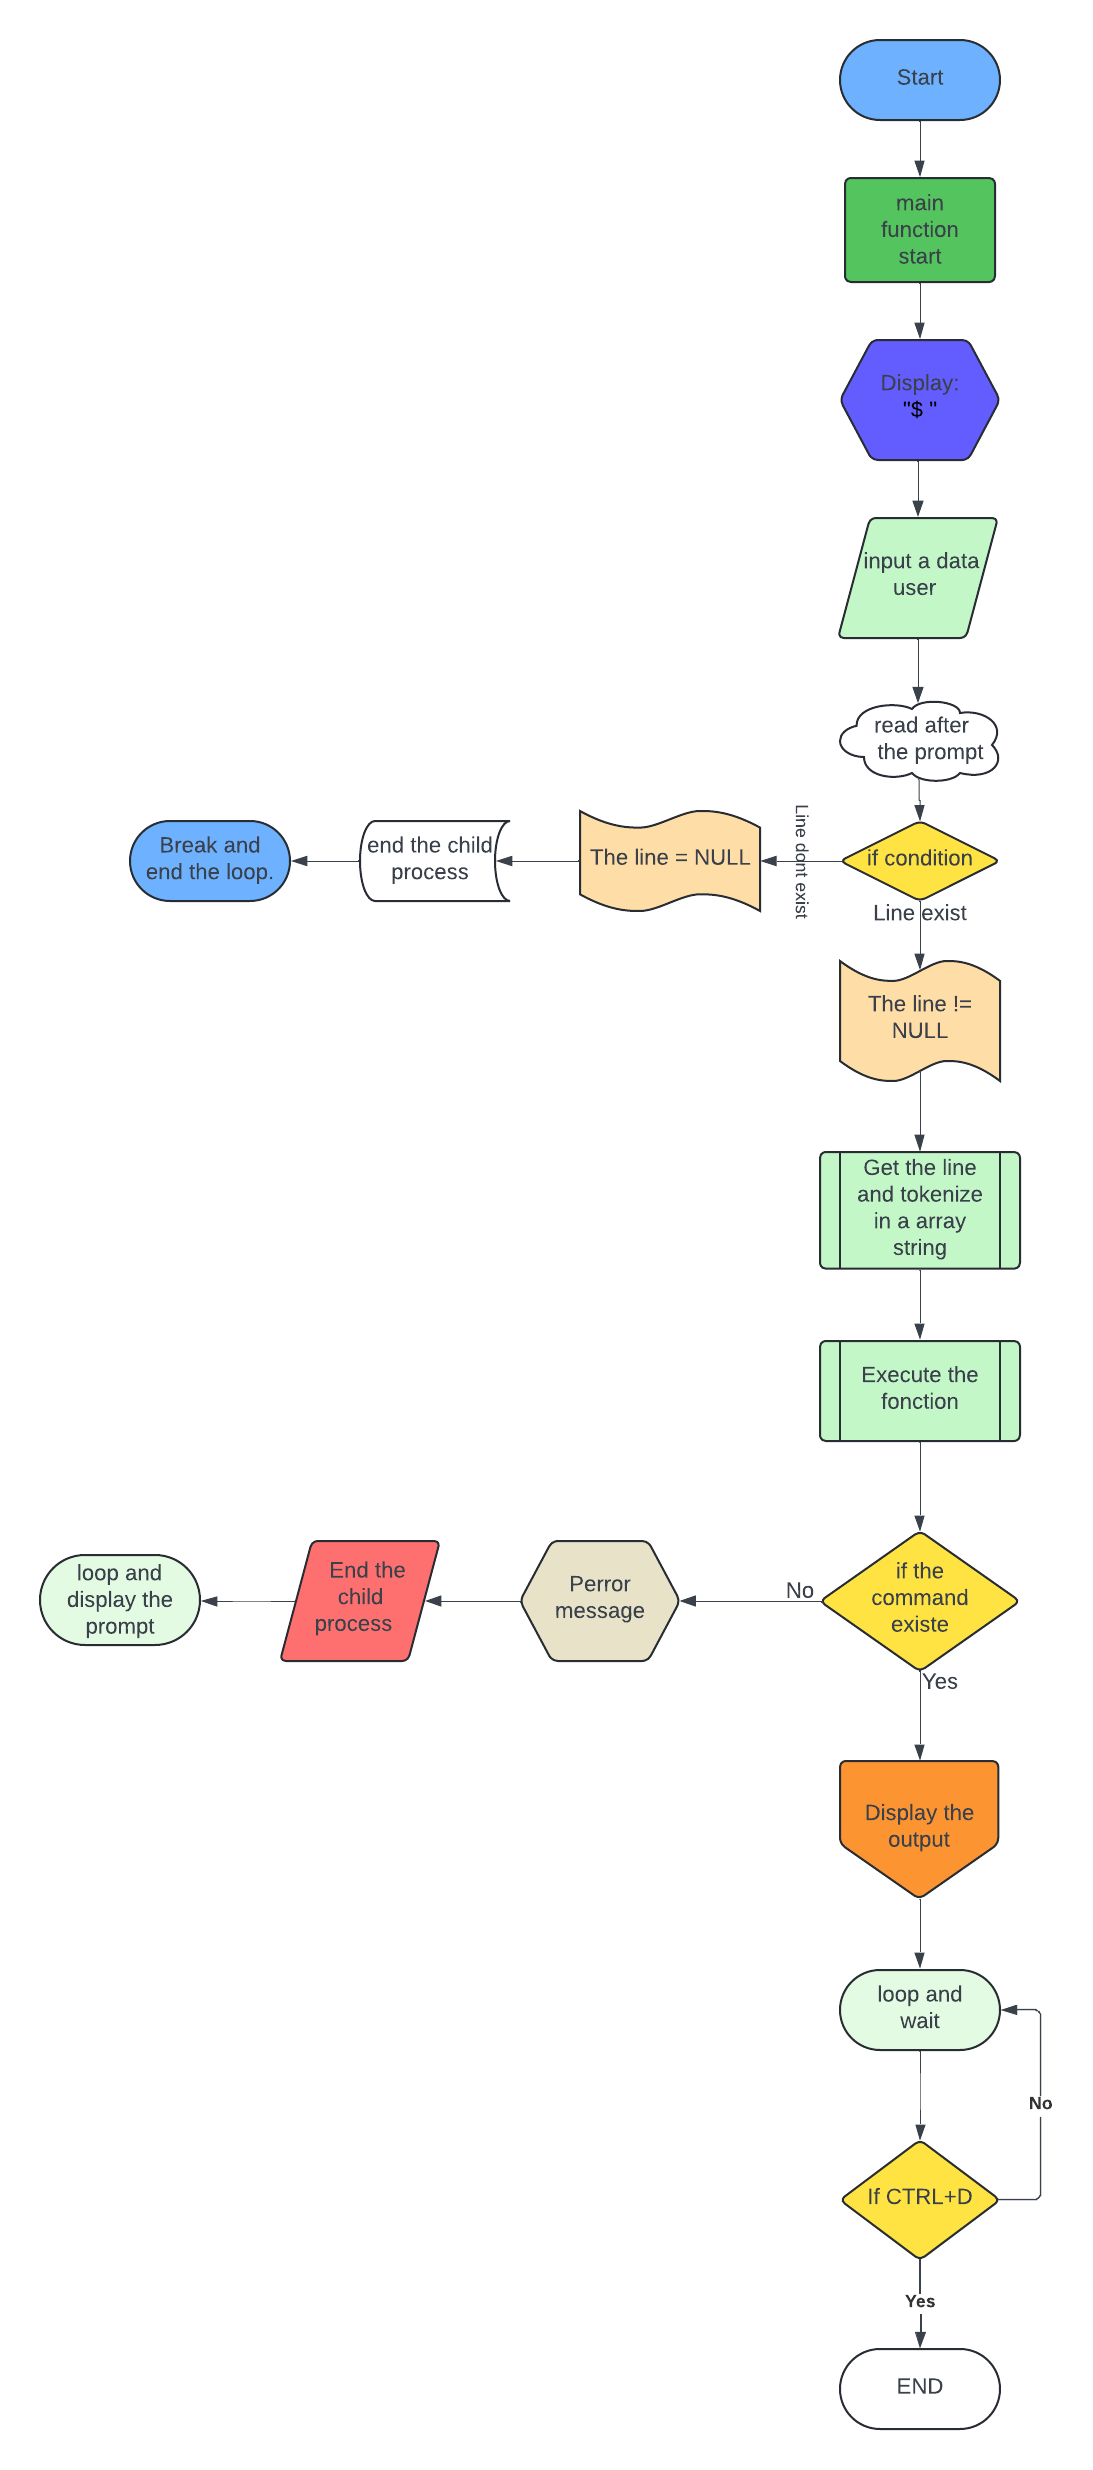 Start
main
function
start
Display:
"$ "
input a data
user
read after
the prompt
if condition
Line dont exist
The line = NULL
end the child
process
Break and
end the loop.
Line exist
The line !=
NULL
Get the line
and tokenize
in a array
string
Execute the
fonction
if the
command
existe
No
Perror
message
End the
child
process
loop and
display the
prompt
Yes
Display the
output
loop and
wait
No
If CTRL+D
Yes
END